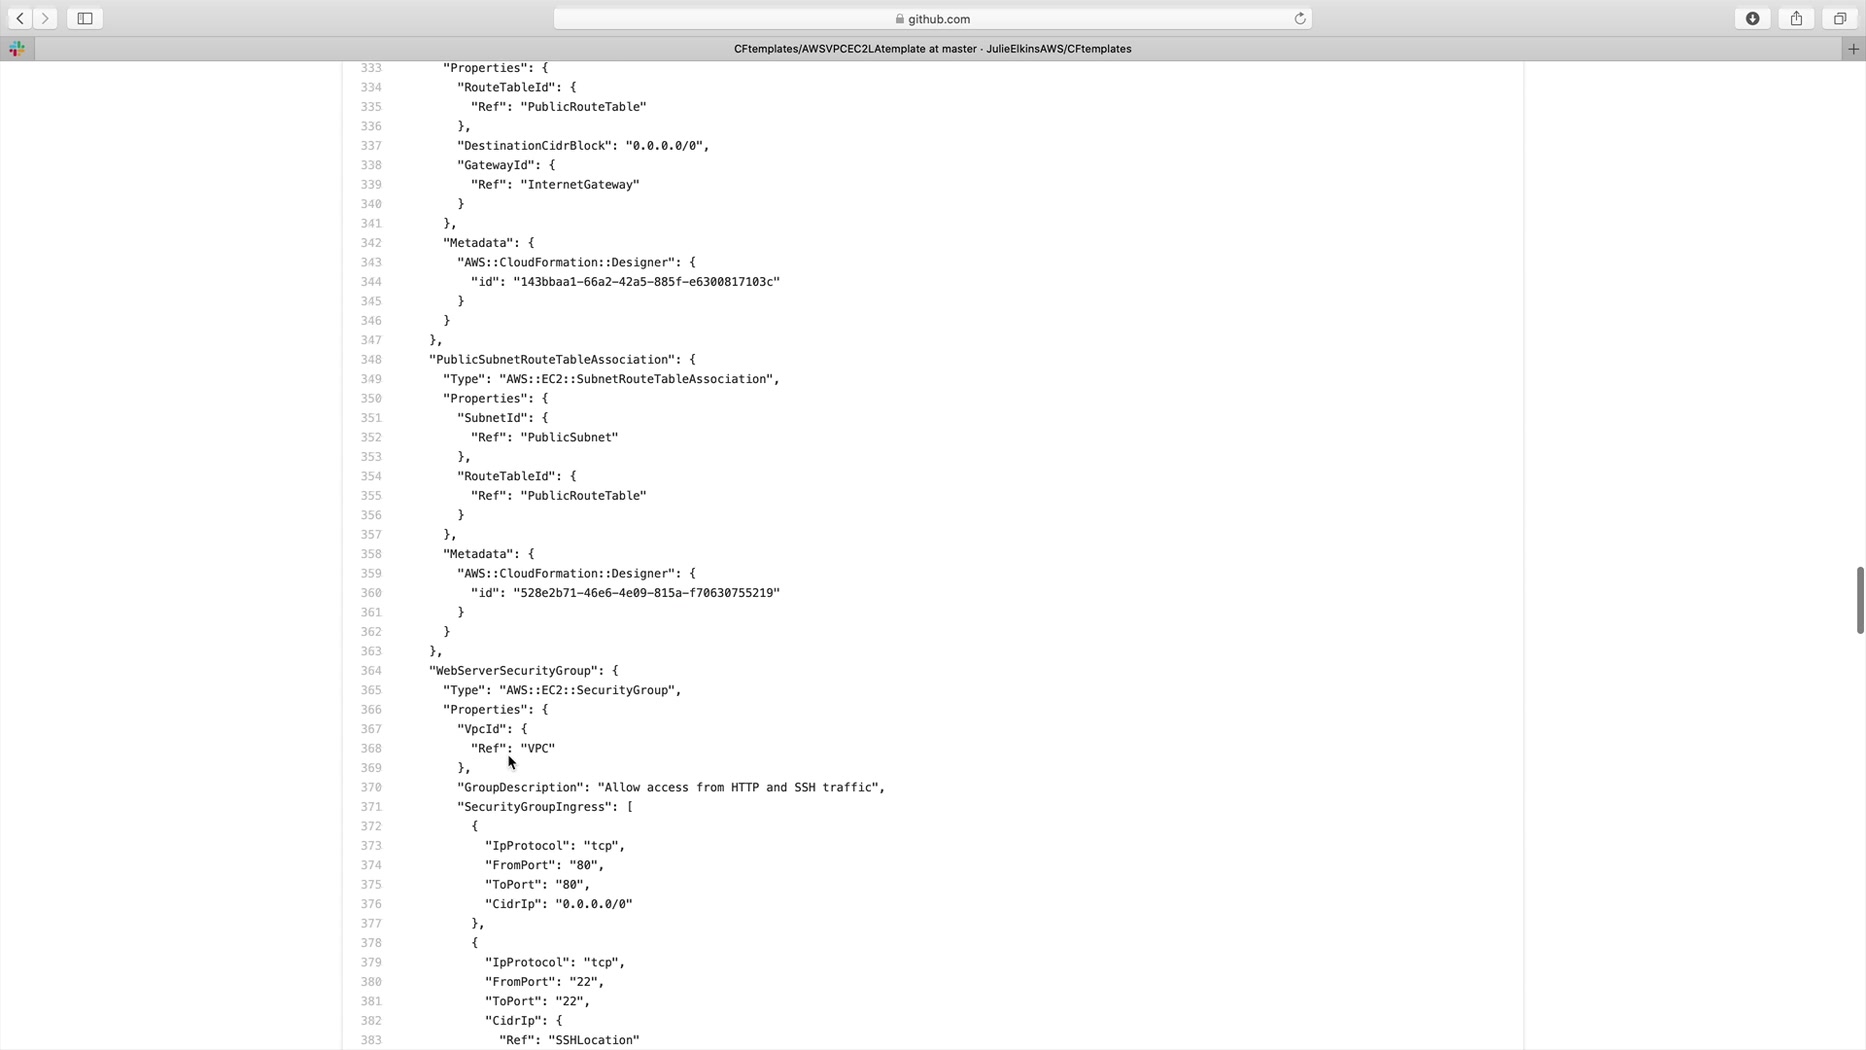 github.com
CFtemplates/AWSVPCEC2LAtemplate at master · JulieElkinsAWS/CFtemplates
333 "Properties": {
334 "RouteTableId": {
335 "Ref": "PublicRouteTable"
336 },
337 "DestinationCidrBlock": "0.0.0.0/0",
338 "GatewayId": {
339 "Ref": "InternetGateway"
340 }
341 },
342 "Metadata": {
343 "AWS::CloudFormation::Designer": {
344 "id": "143bbaa1-66a2-42a5-885f-e6300817103c"
345 }
346 }
347 },
348 "PublicSubnetRouteTableAssociation": {
349 "Type": "AWS::EC2::SubnetRouteTableAssociation",
350 "Properties": {
351 "SubnetId": {
352 "Ref": "PublicSubnet"
353 },
354 "RouteTableId": {
355 "Ref": "PublicRouteTable"
356 }
357 },
358 "Metadata": {
359 "AWS::CloudFormation::Designer": {
360 "id": "528e2b71-46e6-4e09-815a-f70630755219"
361 }
362 }
363 },
364 "WebServerSecurityGroup": {
365 "Type": "AWS::EC2::SecurityGroup",
366 "Properties": {
367 "VpcId": {
368 "Ref": "VPC"
369 },
370 "GroupDescription": "Allow access from HTTP and SSH traffic",
371 "SecurityGroupIngress": [
372 {
373 "IpProtocol": "tcp",
374 "FromPort": "80",
375 "ToPort": "80",
376 "CidrIp": "0.0.0.0/0"
377 },
378 {
379 "IpProtocol": "tcp",
380 "FromPort": "22",
381 "ToPort": "22",
382 "CidrIp": {
383 "Ref": "SSHLocation"